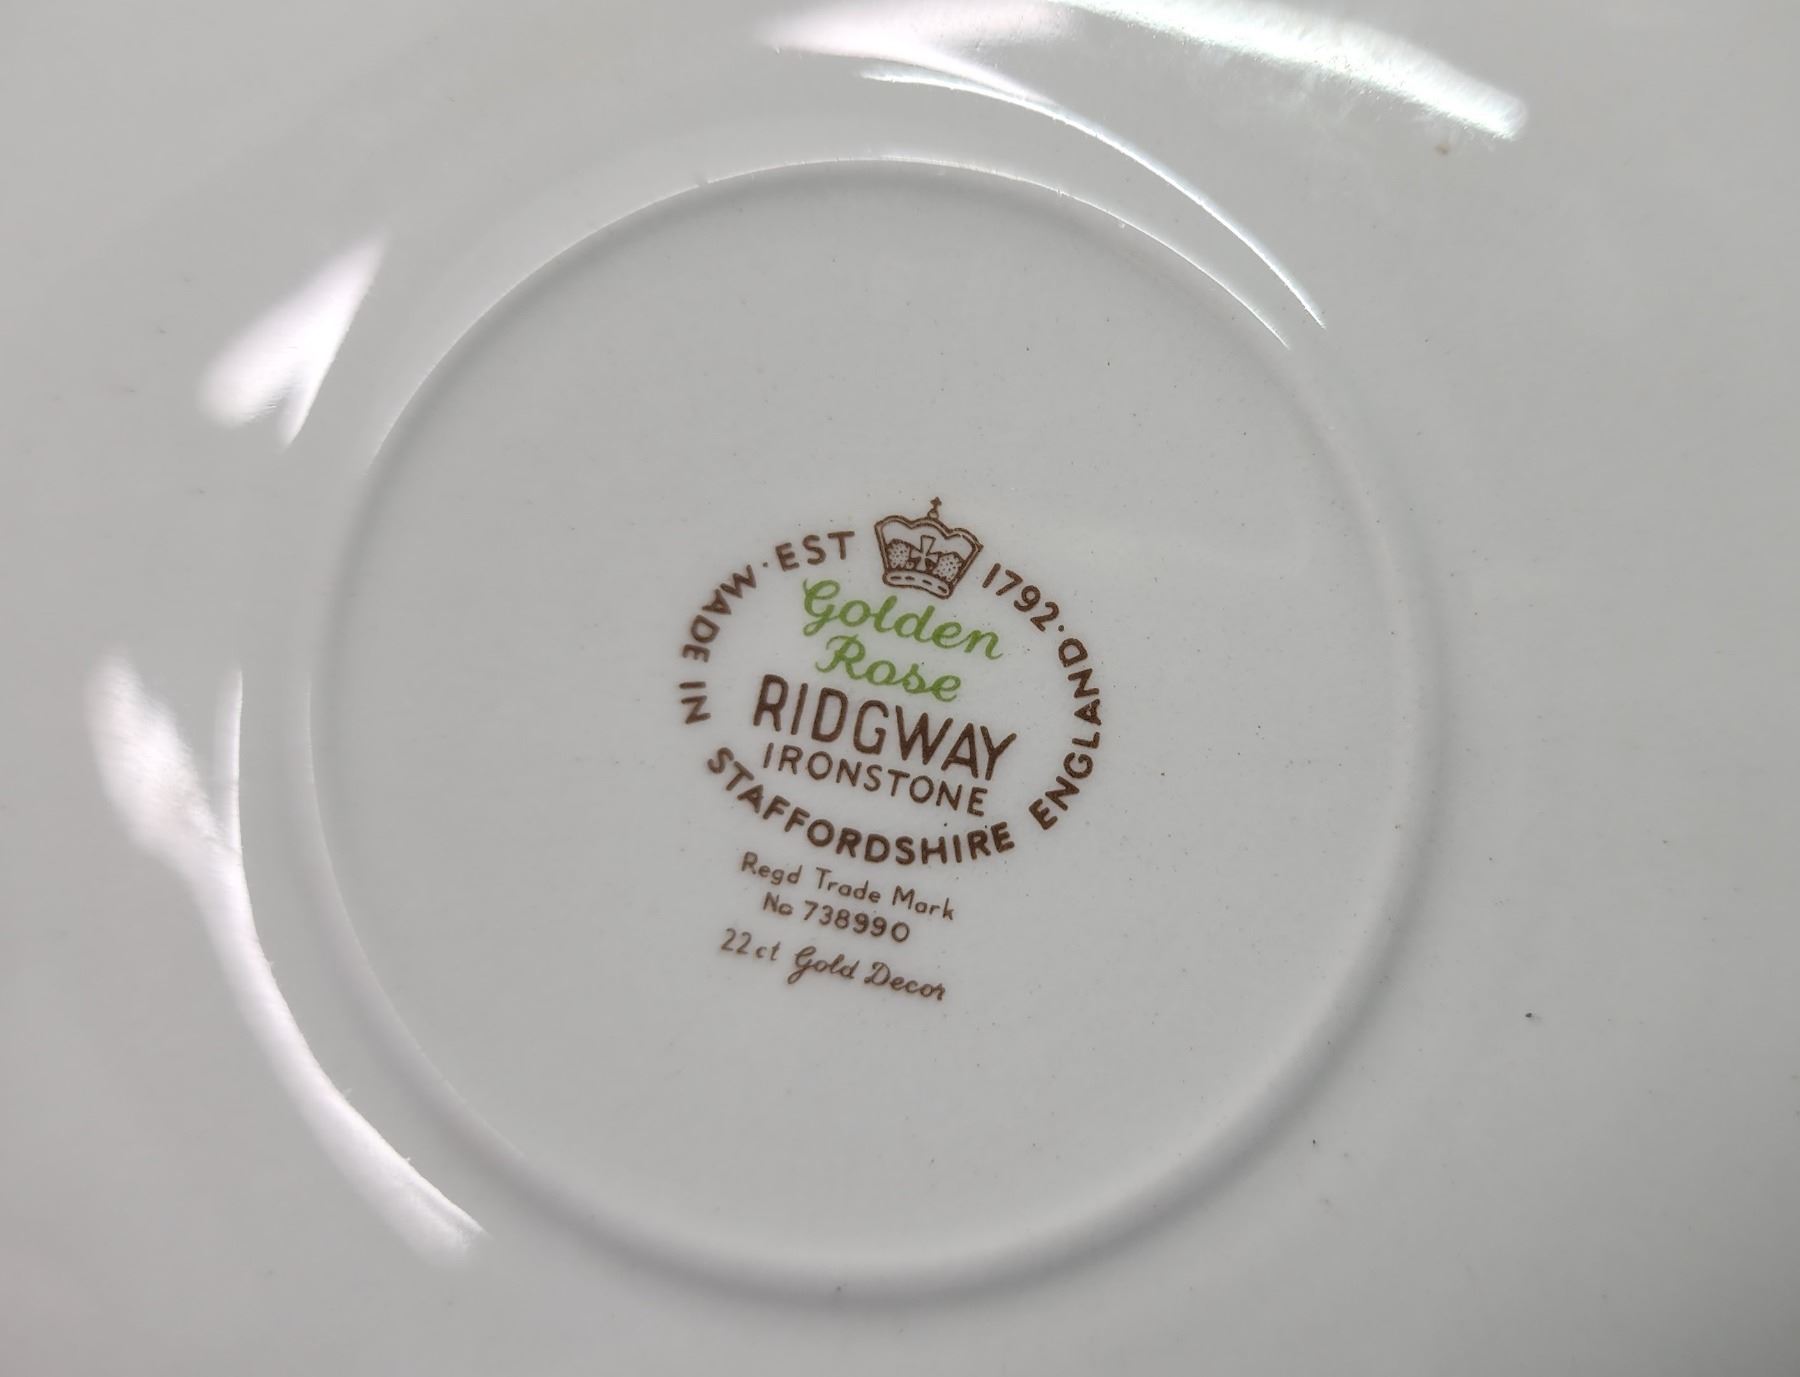 EST 1792
Golden
Rose
RIDGWAY
IRONSTONE
MADE IN STAFFORDSHIRE ENGLAND
Regd Trade Mark
No 738990
22ct Gold Decor